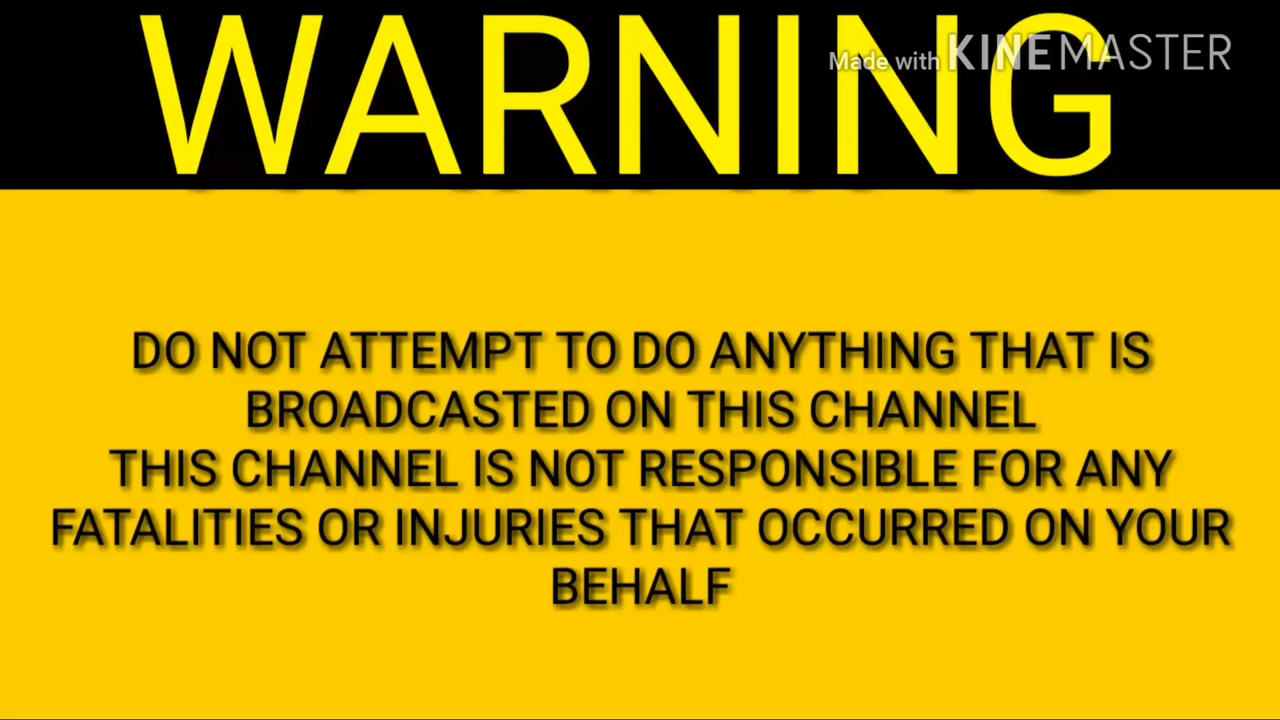 WARNING
Made with KINEMASTER
DO NOT ATTEMPT TO DO ANYTHING THAT IS
BROADCASTED ON THIS CHANNEL
THIS CHANNEL IS NOT RESPONSIBLE FOR ANY
FATALITIES OR INJURIES THAT OCCURRED ON YOUR
BEHALF